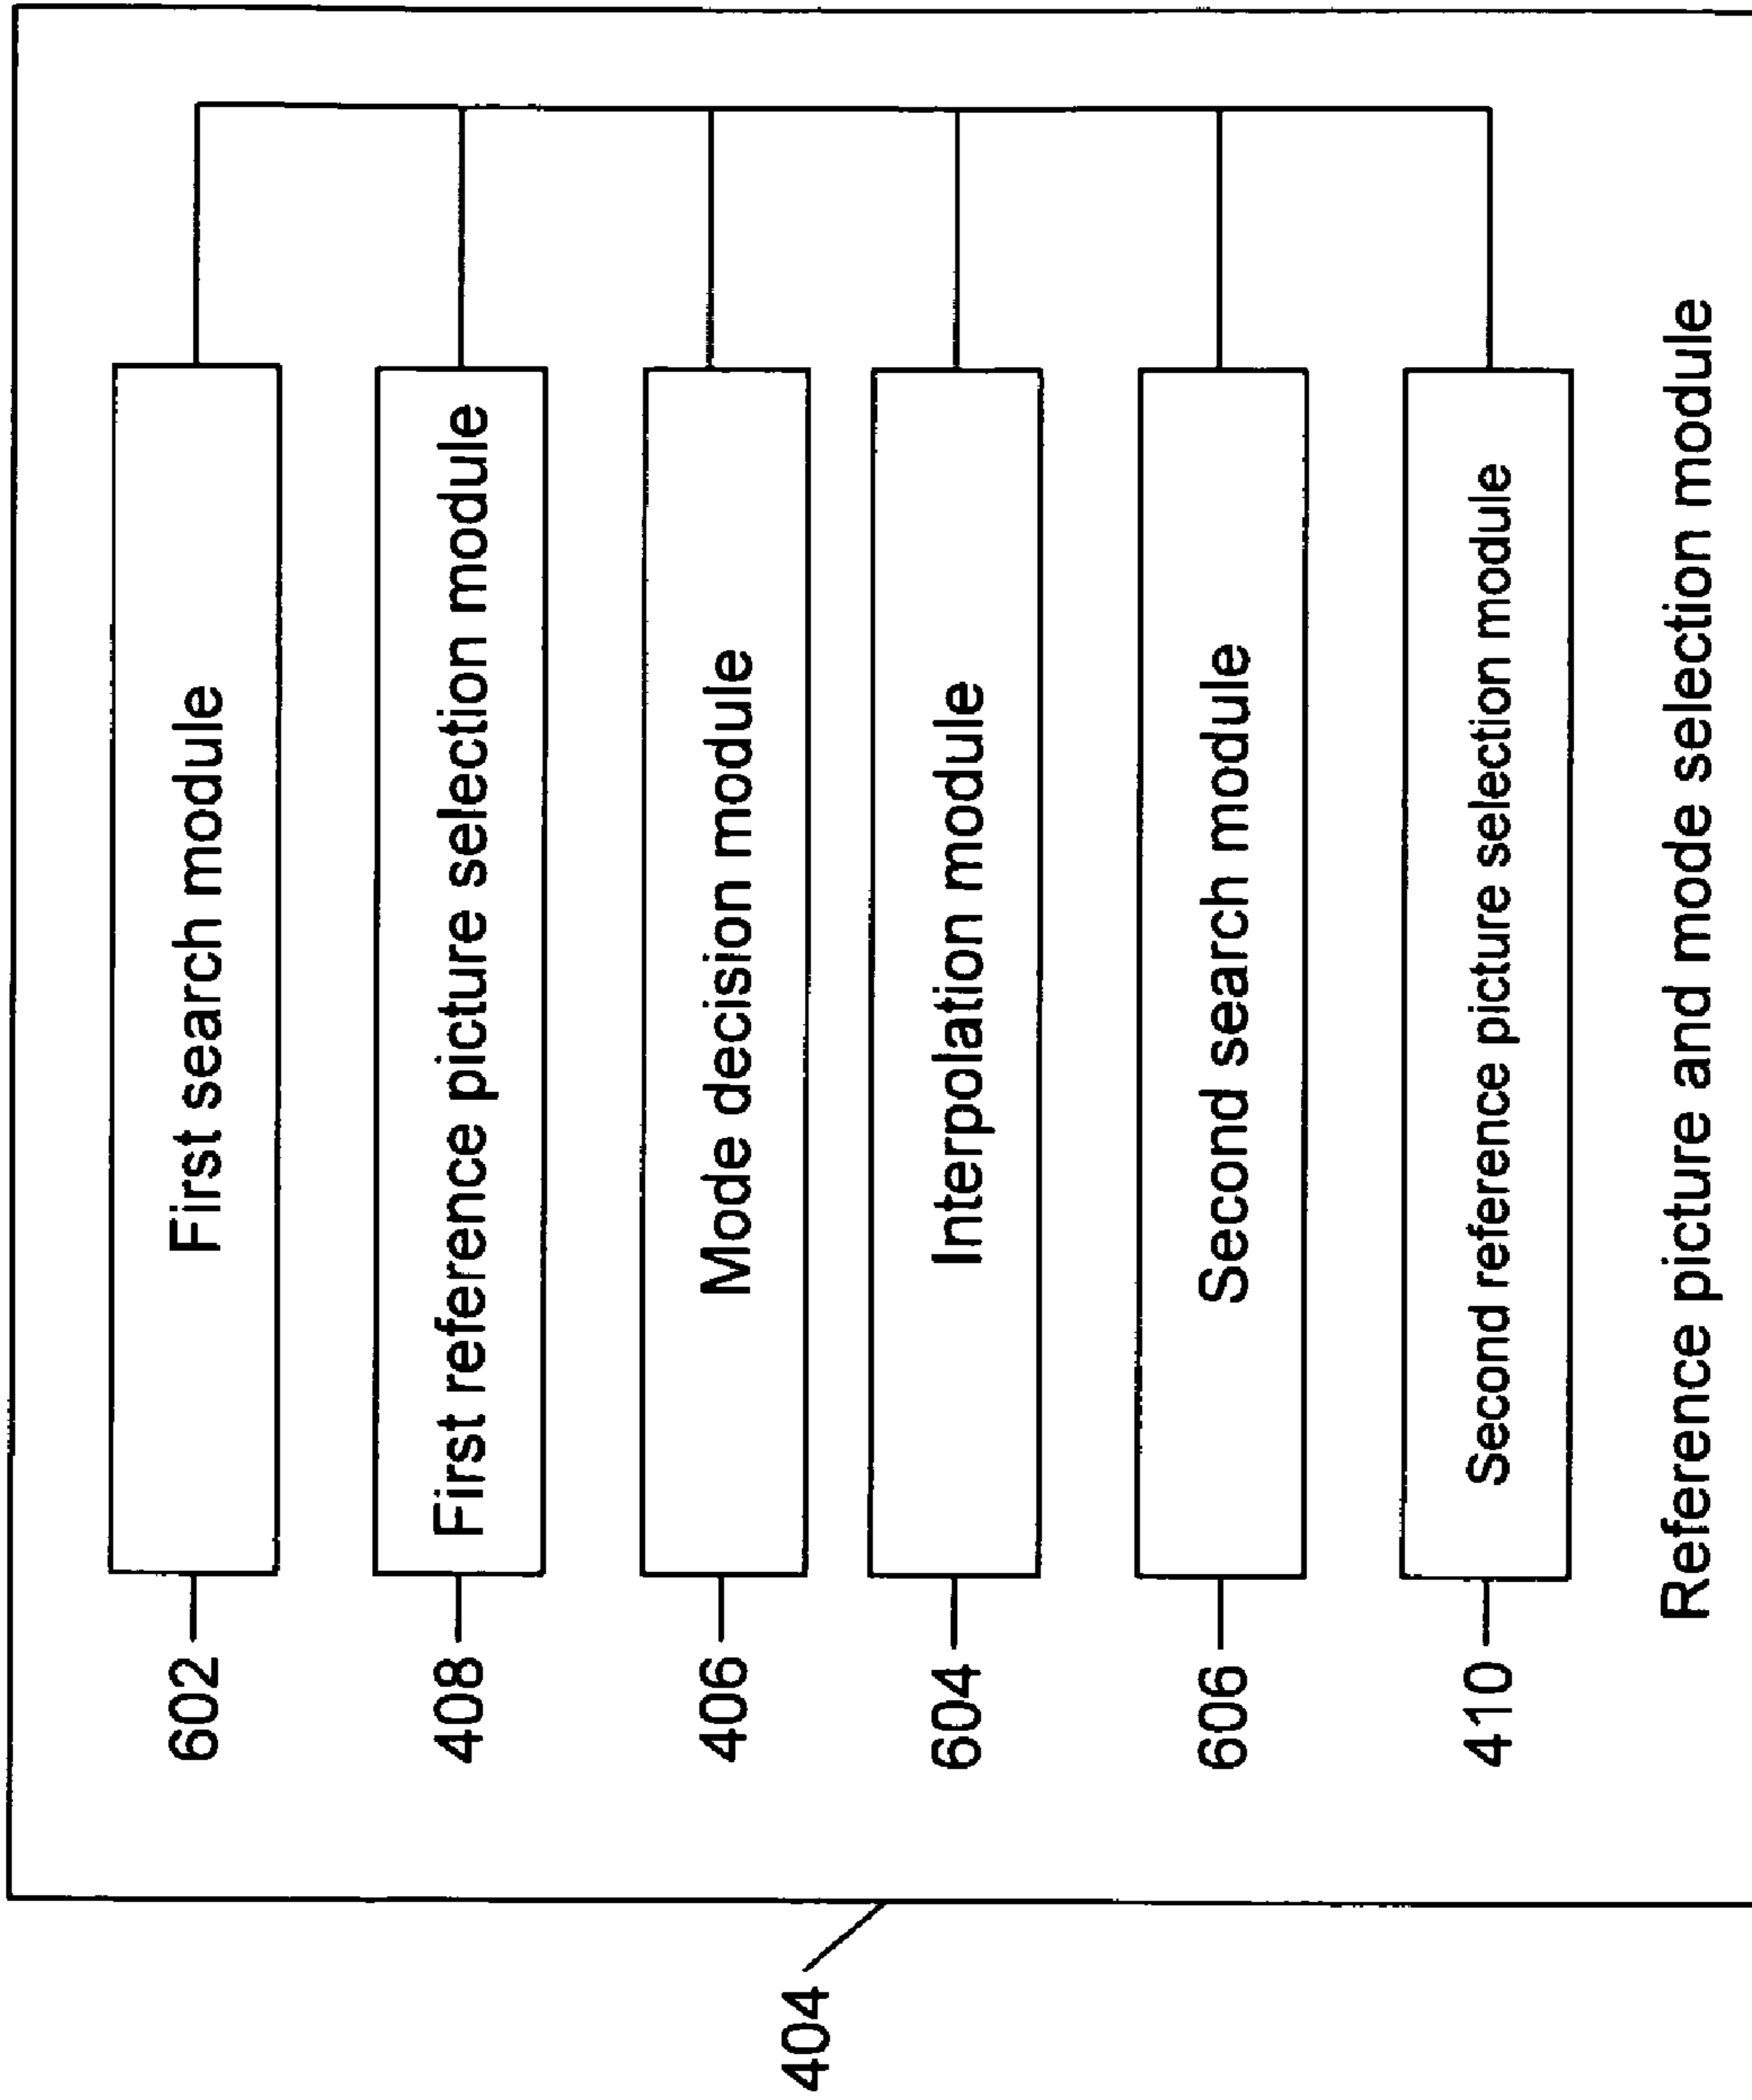 404
602
First search module
408
First reference picture selection module
406
Mode decision module
604
Interpolation module
606
Second search module
410
Second reference picture selection module
Reference picture and mode selection module